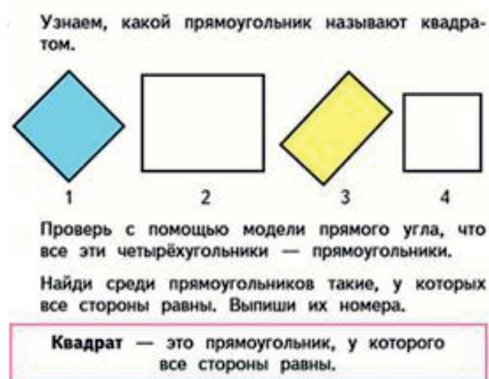 Узнаем, какой прямоугольник называют квадра-
том.
1 2 3 4
Проверь с помощью модели прямого угла, что
все эти четырёхугольники — прямоугольники.
Найди среди прямоугольников такие, у которых
все стороны равны. Выпиши их номера.
Квадрат — это прямоугольник, у которого
все стороны равны.